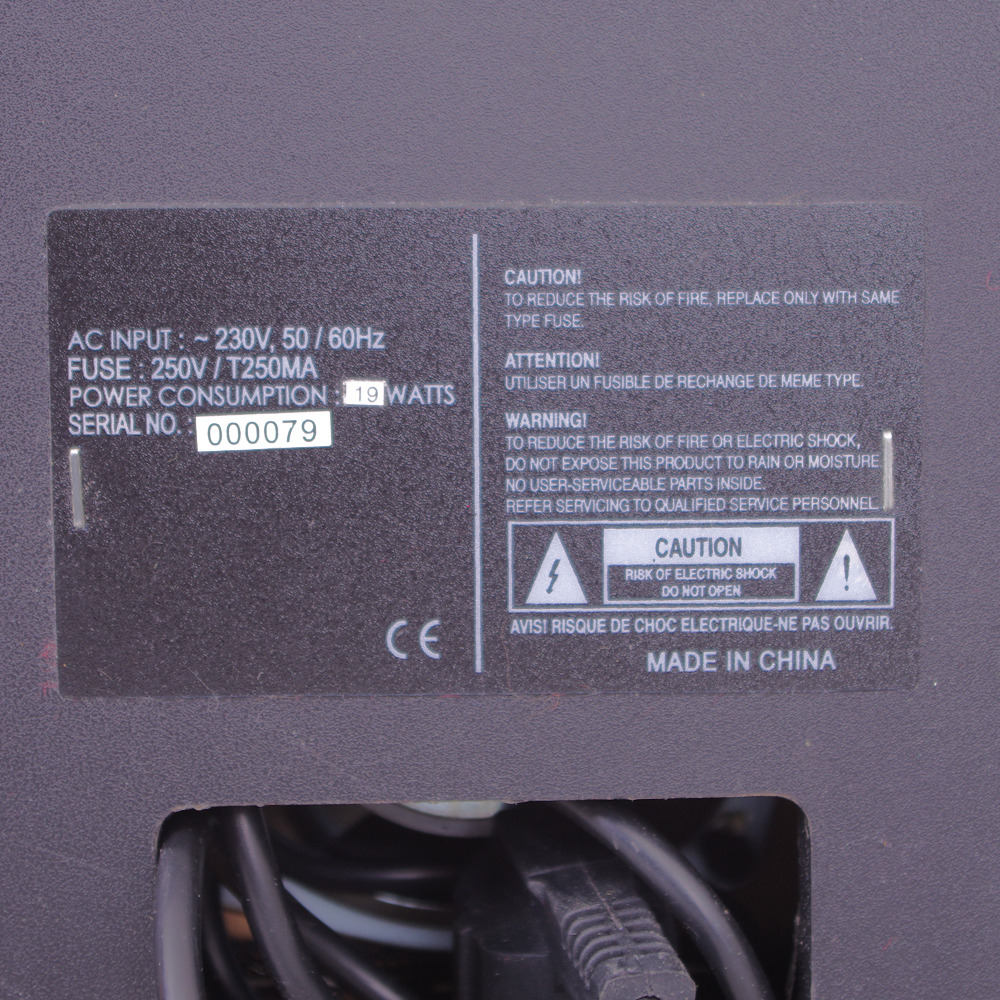 AC INPUT : ~ 230V, 50 / 60Hz
FUSE : 250V / T250MA
POWER CONSUMPTION : 19 WATTS
SERIAL NO. : 000079
CE
CAUTION!
TO REDUCE THE RISK OF FIRE, REPLACE ONLY WITH SAME
TYPE FUSE.
ATTENTION!
UTILISER UN FUSIBLE DE RECHANGE DE MEME TYPE.
WARNING!
TO REDUCE THE RISK OF FIRE OR ELECTRIC SHOCK,
DO NOT EXPOSE THIS PRODUCT TO RAIN OR MOISTURE
NO USER-SERVICEABLE PARTS INSIDE.
REFER SERVICING TO QUALIFIED SERVICE PERSONNEL
CAUTION
RISK OF ELECTRIC SHOCK
DO NOT OPEN
!
AVIS! RISQUE DE CHOC ELECTRIQUE-NE PAS OUVRIR.
MADE IN CHINA